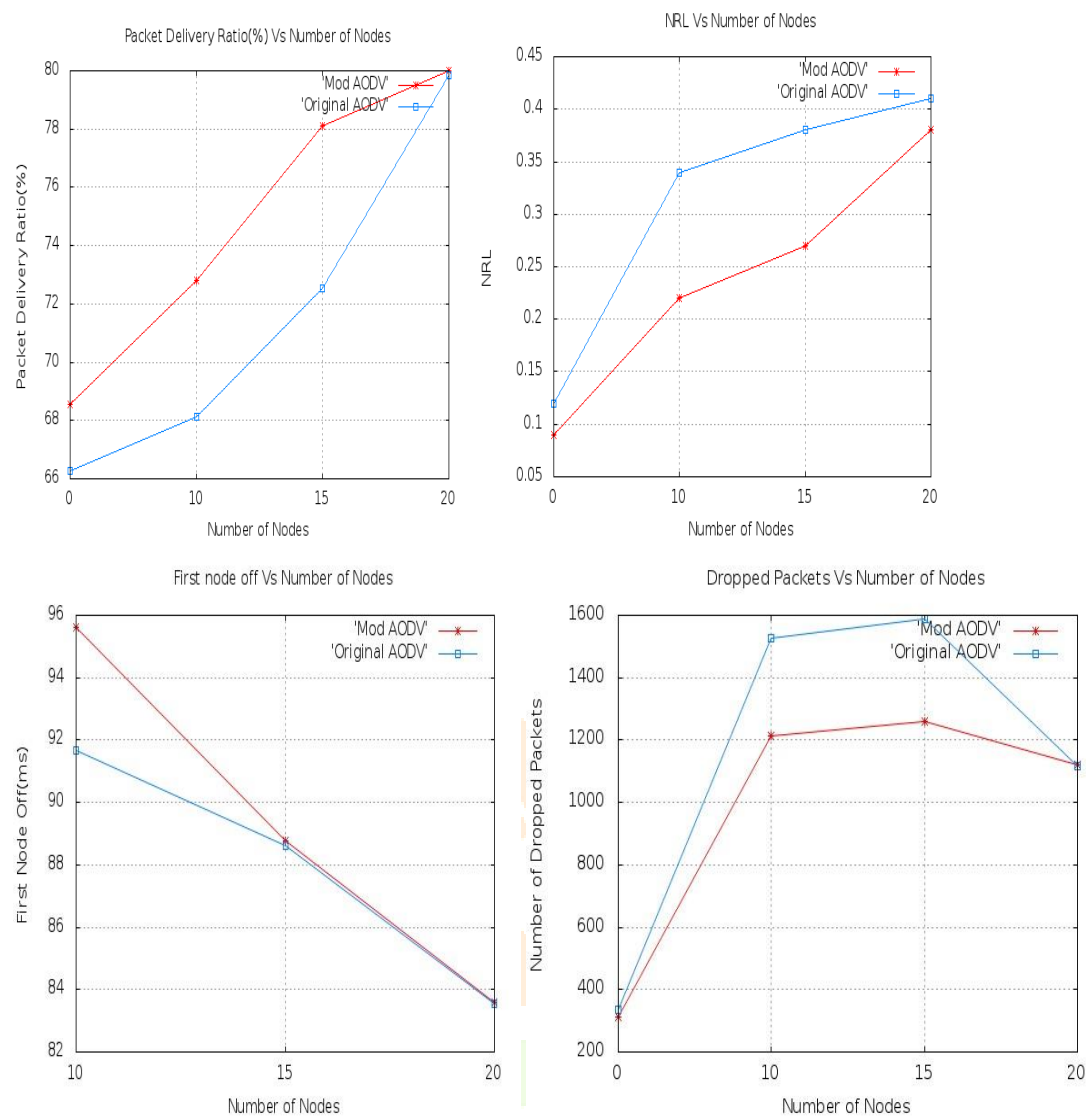 Packet Delivery Ratio(%) Vs Number of Nodes
80
78
76
74
72
70
68
66
Packet Delivery Ratio(%)
'Mod AODV'
'Original AODV'
0 10 15 20
Number of Nodes
NRL Vs Number of Nodes
0.45
0.4
0.35
0.3
0.25
0.2
0.15
0.1
0.05
NRL
'Mod AODV'
'Original AODV'
0 10 15 20
Number of Nodes
First node off Vs Number of Nodes
96
94
92
90
88
86
84
82
First Node Off(ms)
'Mod AODV'
'Original AODV'
10 15 20
Number of Nodes
Dropped Packets Vs Number of Nodes
1600
1400
1200
1000
800
600
400
200
Number of Dropped Packets
'Mod AODV'
'Original AODV'
0 10 15 20
Number of Nodes